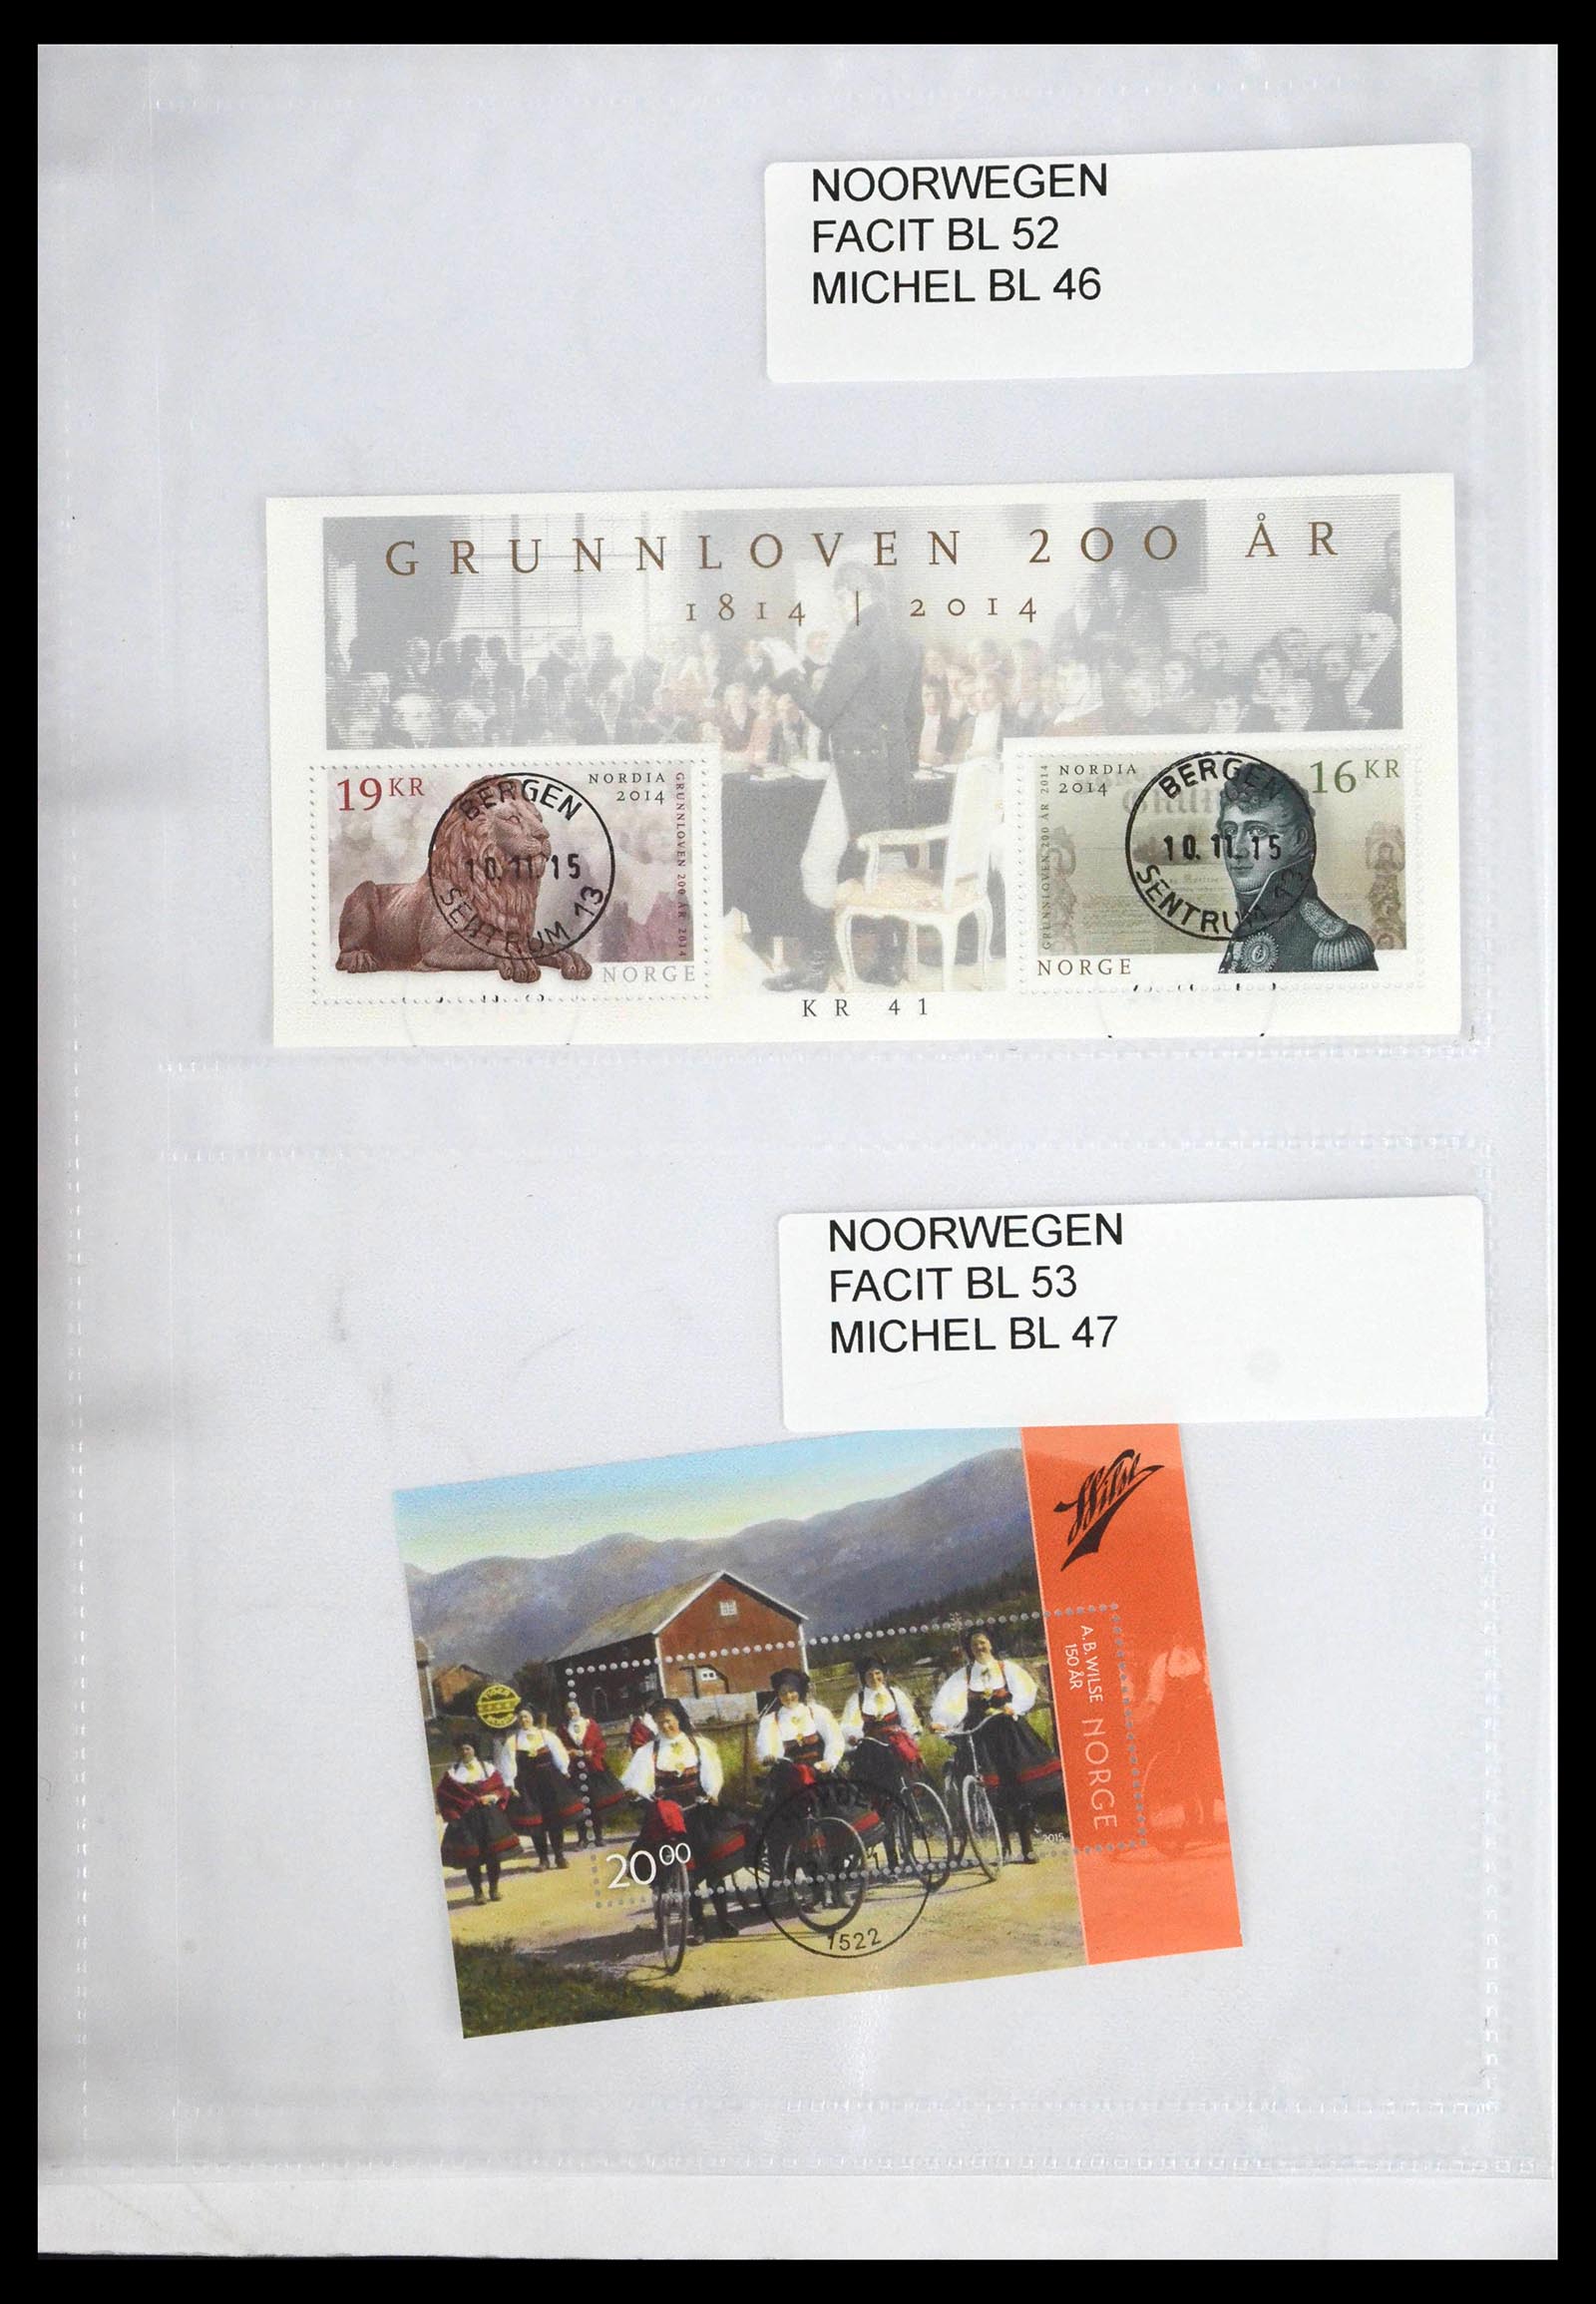 NOORWEGEN
FACIT BL 52
MICHEL BL 46
GRUNNLOVEN 200 ÅR
1814 | 2014
19 KR
NORDIA
2014
GRUNNLOVEN 200 ÅR 2014
BERGEN
10.11.15
SENTRUM 13
NORGE
NORDIA
2014
16 KR
GRUNNLOVEN 200 ÅR 2014
BERGEN
10.11.15
SENTRUM 13
NORGE
KR 41
NOORWEGEN
FACIT BL 53
MICHEL BL 47
Wilse
A.B.WILSE
150 ÅR
NORGE
2015
20 00
1522